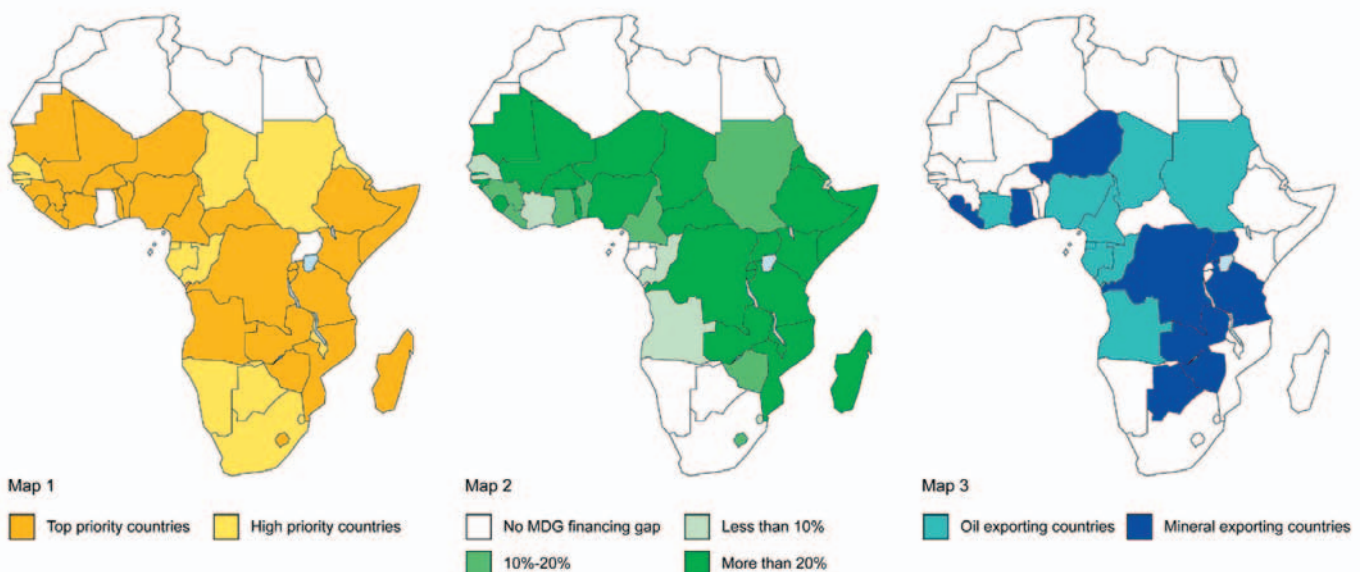 Map 1
Top priority countries
High priority countries
Map 2
No MDG financing gap
Less than 10%
10%-20%
More than 20%
Map 3
Oil exporting countries
Mineral exporting countries